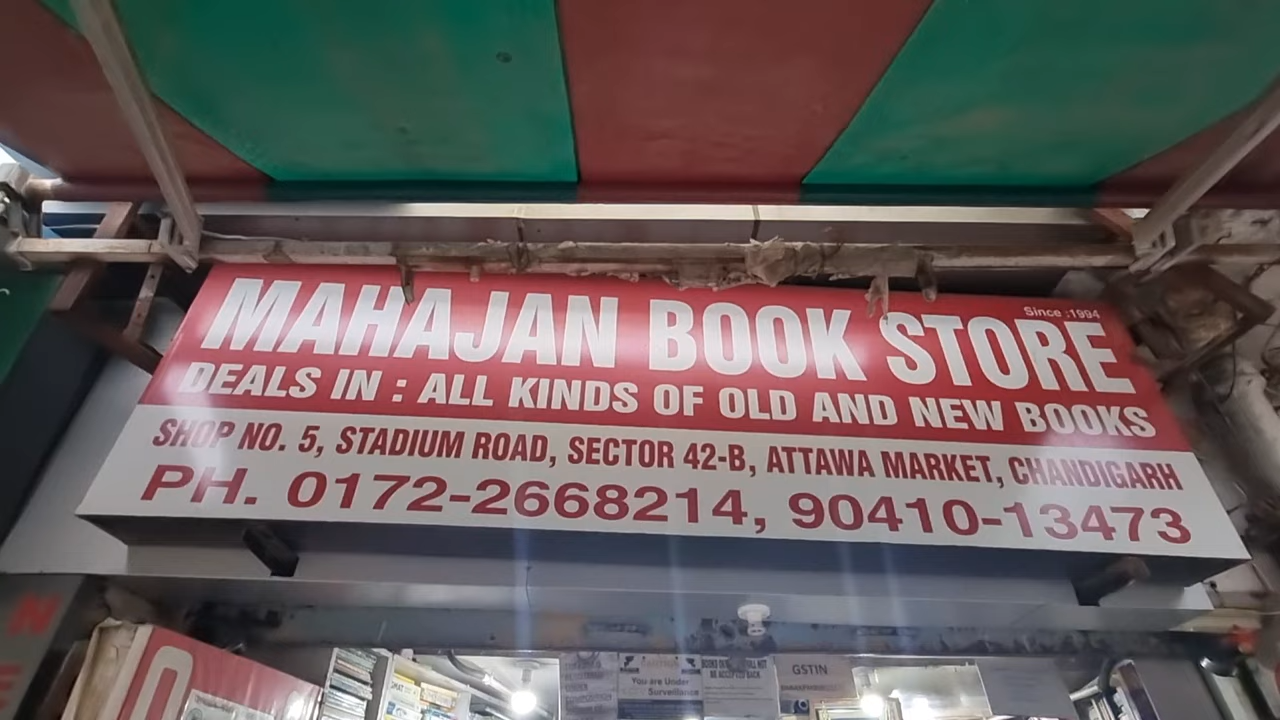 Since :1994
MAHAJAN BOOK STORE
DEALS IN : ALL KINDS OF OLD AND NEW BOOKS
SHOP NO. 5, STADIUM ROAD, SECTOR 42-B, ATTAWA MARKET, CHANDIGARH
PH. 0172-2668214, 90410-13473
You are Under
Surveillance
GSTIN